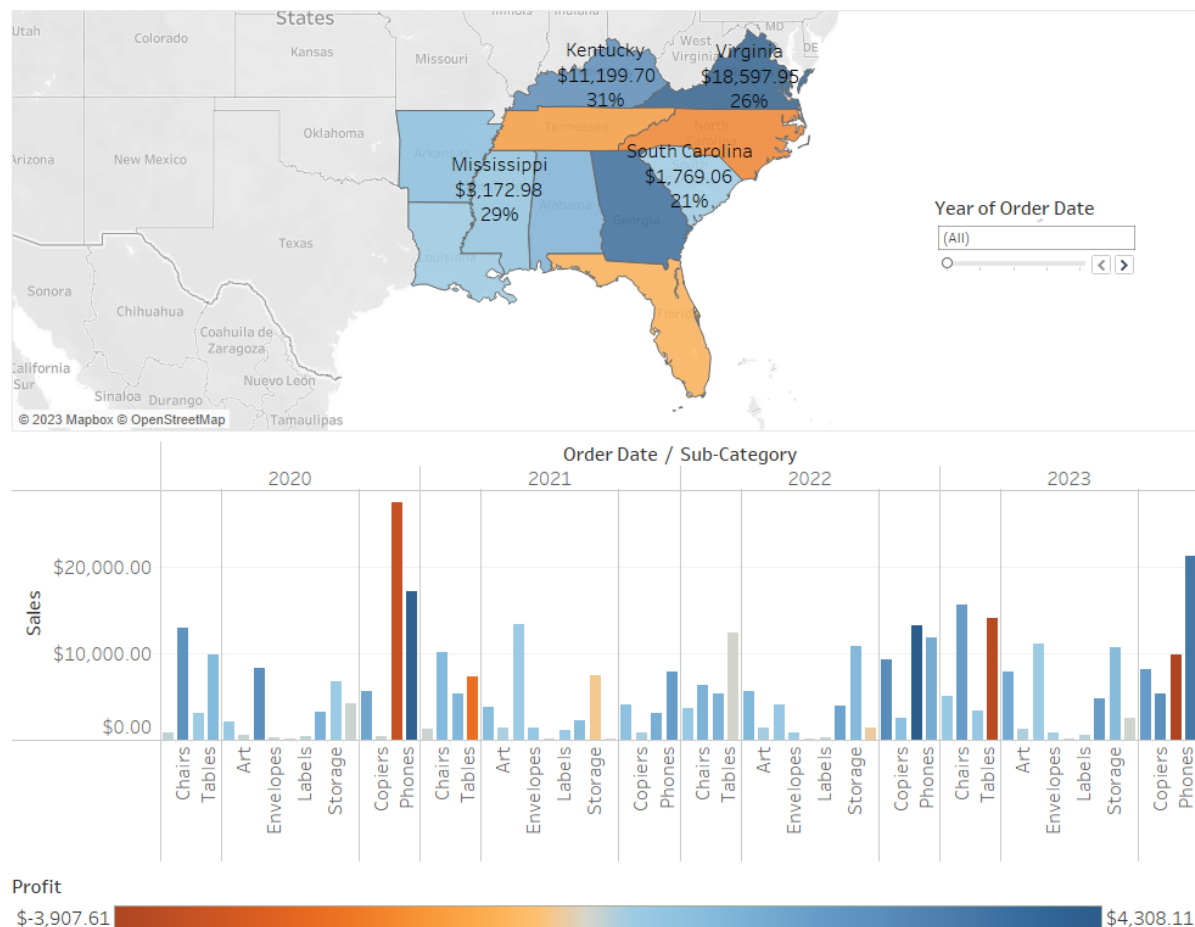 Utah
Colorado
States
Kansas
Missouri
Illinois
Indiana
West
Virginia
MD
DE
Kentucky
$11,199.70
31%
Virginia
$18,597.95
26%
Arizona
New Mexico
Oklahoma
Arkansas
Tennessee
North
Mississippi
$3,172.98
29%
Alabama
Georgia
South Carolina
$1,769.06
21%
Texas
Louisiana
Florida
Sonora
Chihuahua
Coahuila de
Zaragoza
California
Sur
Sinaloa
Durango
Nuevo León
Tamaulipas
© 2023 Mapbox © OpenStreetMap
Year of Order Date
(All)
Order Date / Sub-Category
2020 2021 2022 2023
Sales
$20,000.00
$10,000.00
$0.00
Chairs Tables Art Envelopes Labels Storage Copiers Phones Chairs Tables Art Envelopes Labels Storage Copiers Phones Chairs Tables Art Envelopes Labels Storage Copiers Phones Chairs Tables Art Envelopes Labels Storage Copiers Phones
Profit
$-3,907.61 $4,308.11